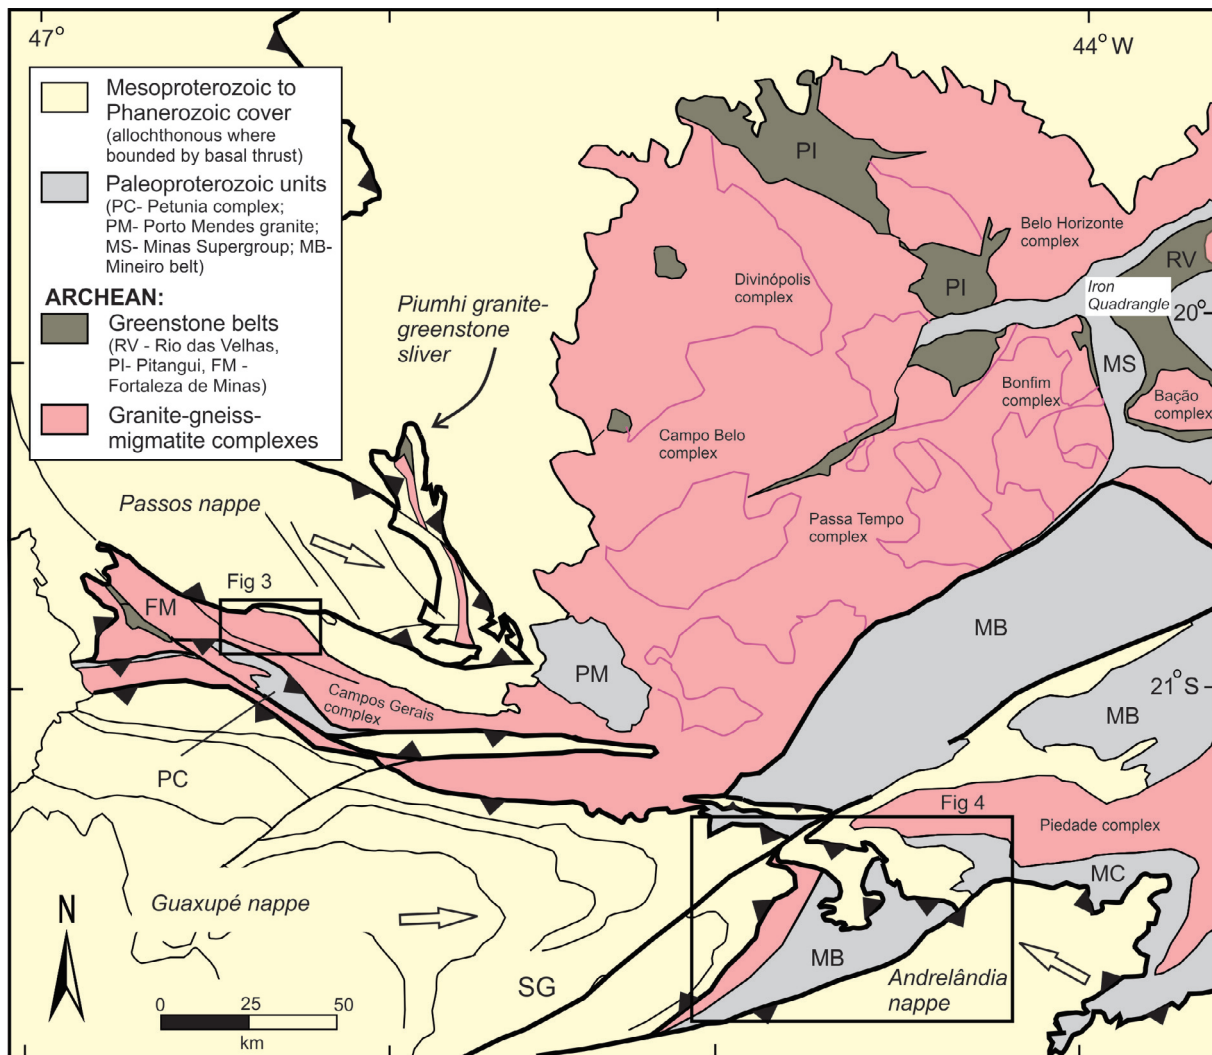 47°
44° W
Mesoproterozoic to
Phanerozoic cover
(allochthonous where
bounded by basal thrust)
Paleoproterozoic units
(PC- Petunia complex;
PM- Porto Mendes granite;
MS- Minas Supergroup; MB-
Mineiro belt)
ARCHEAN:
Greenstone belts
(RV - Rio das Velhas,
PI- Pitangui, FM -
Fortaleza de Minas)
Granite-gneiss-
migmatite complexes
PI
Belo Horizonte
complex
RV
Divinópolis
complex
PI
Iron
Quadrangle
20°
Piumhi granite-
greenstone
sliver
MS
Bonfim
complex
Bação
complex
Campo Belo
complex
Passos nappe
Passa Tempo
complex
Fig 3
FM
MB
PM
21°S
Campos Gerais
complex
MB
PC
Fig 4
Piedade complex
MC
N
Guaxupé nappe
MB
SG
Andrelândia
nappe
0 25 50
km